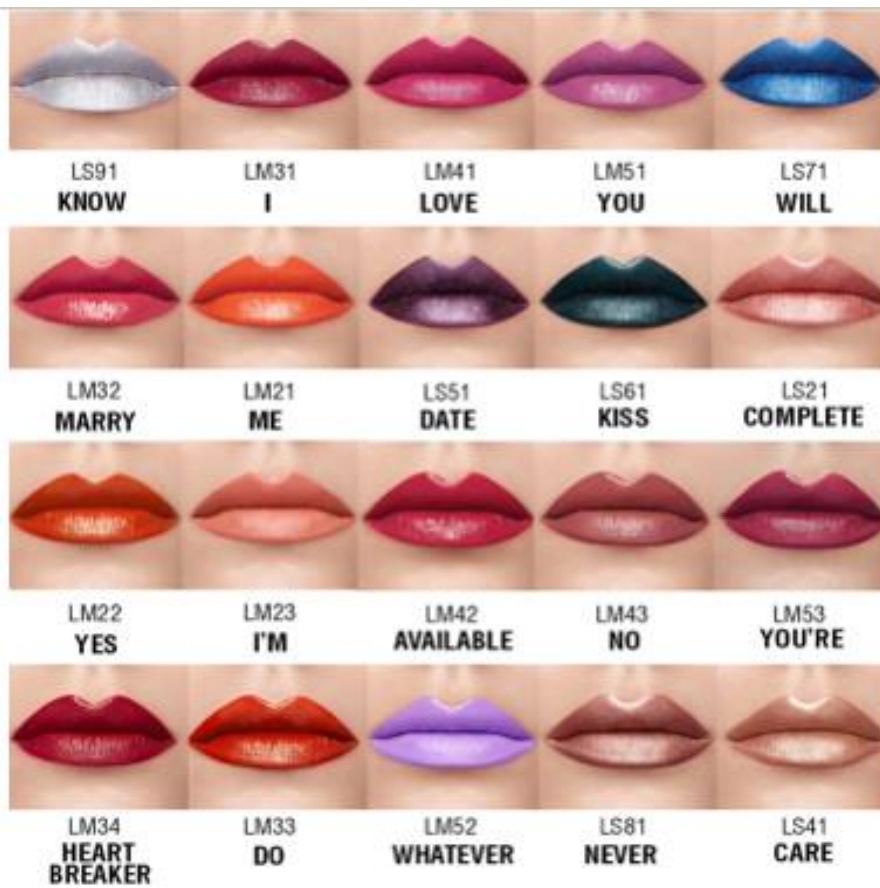 LS91 LM31 LM41 LM51 LS71
KNOW I LOVE YOU WILL
LM32 LM21 LS51 LS61 LS21
MARRY ME DATE KISS COMPLETE
LM22 LM23 LM42 LM43 LM53
YES I'M AVAILABLE NO YOU'RE
LM34 LM33 LM52 LS81 LS41
HEART BREAKER DO WHATEVER NEVER CARE